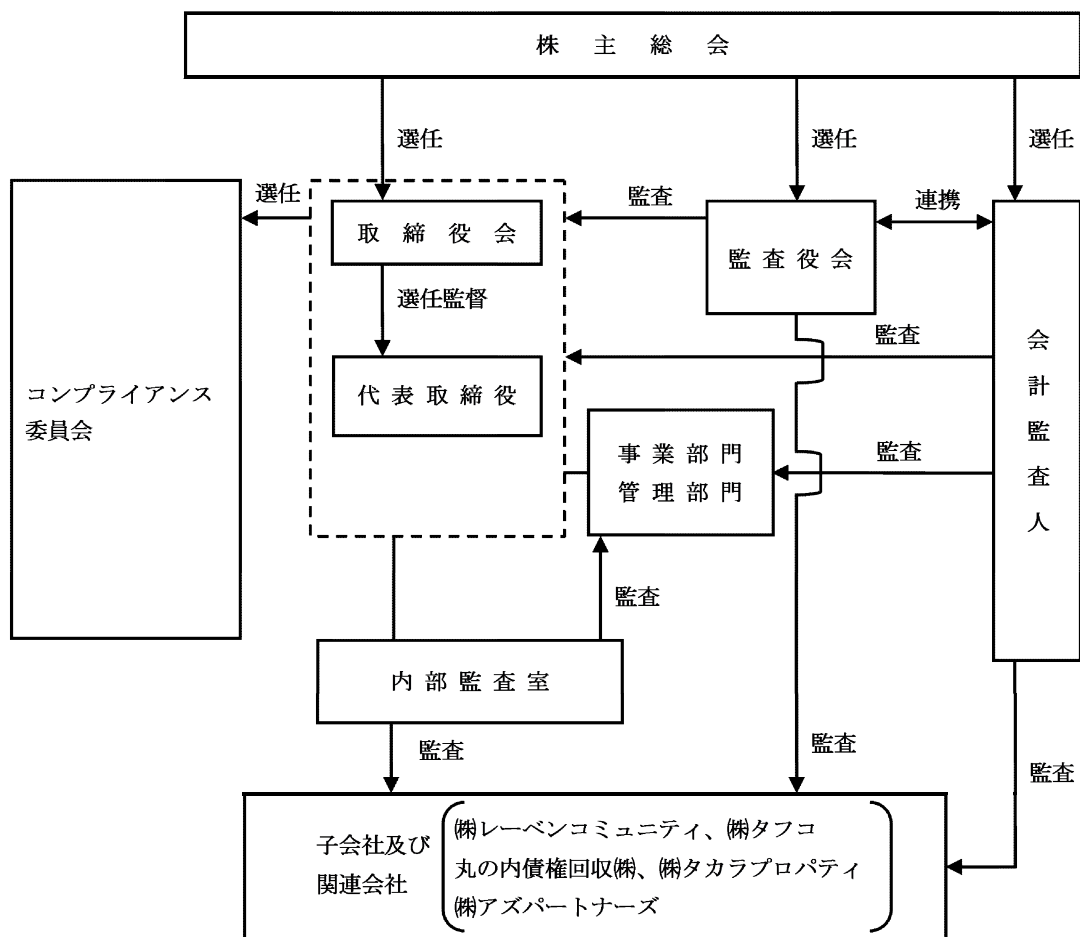 株主総会
選任
選任
選任
選任
監査
連携
取締役会
監査役会
選任監督
監査
代表取締役
会計監査人
コンプライアンス
委員会
事業部門
管理部門
監査
監査
内部監査室
監査
監査
監査
子会社及び
関連会社
㈱レーベンコミュニティ、㈱タフコ
丸の内債権回収㈱、㈱タカラプロパティ
㈱アズパートナーズ